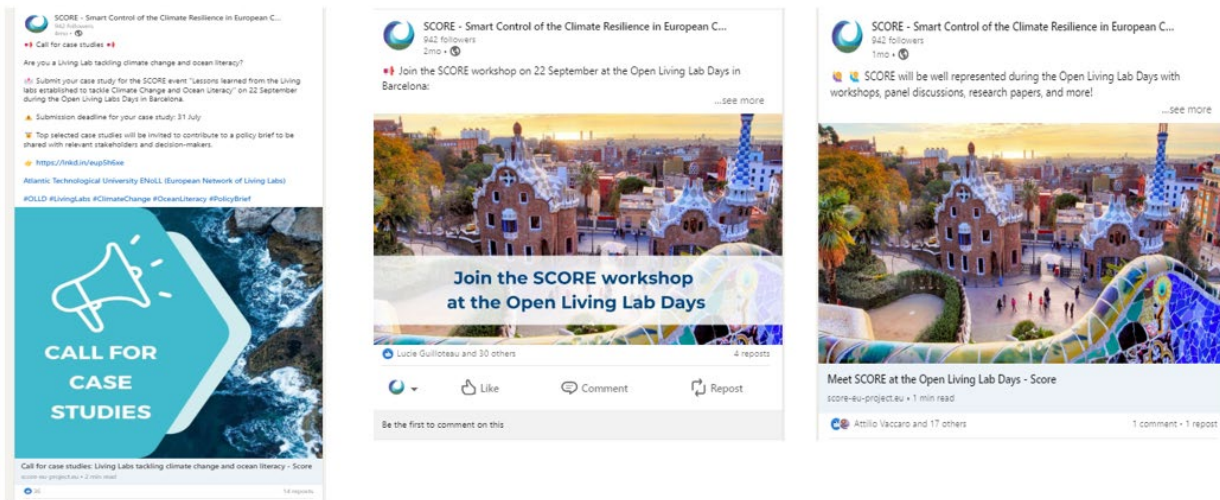 SCORE - Smart Control of the Climate Resilience in European C...
942 followers
4mo •
Call for case studies
Are you a Living Lab tackling climate change and ocean literacy?
Submit your case study for the SCORE event "Lessons learned from the Living
labs established to tackle Climate Change and Ocean Literacy" on 22 September
during the Open Living Labs Days in Barcelona.
Submission deadline for your case study: 31 July
Top selected case studies will be invited to contribute to a policy brief to be
shared with relevant stakeholders and decision-makers.
https://lnkd.in/eup5h6xe
Atlantic Technological University ENoLL (European Network of Living Labs)
#OLLD #LivingLabs #ClimateChange #OceanLiteracy #PolicyBrief
CALL FOR
CASE
STUDIES
Call for case studies: Living Labs tackling climate change and ocean literacy - Score
score-eu-project.eu • 2 min read
36
14 reposts
SCORE - Smart Control of the Climate Resilience in European C...
942 followers
2mo •
Join the SCORE workshop on 22 September at the Open Living Lab Days in
Barcelona:
...see more
Join the SCORE workshop
at the Open Living Lab Days
Lucie Guilloteau and 30 others
4 reposts
Like
Comment
Repost
Be the first to comment on this
SCORE - Smart Control of the Climate Resilience in European C...
942 followers
1mo •
SCORE will be well represented during the Open Living Lab Days with
workshops, panel discussions, research papers, and more!
...see more
Meet SCORE at the Open Living Lab Days - Score
score-eu-project.eu • 1 min read
Attilio Vaccaro and 17 others
1 comment • 1 repost